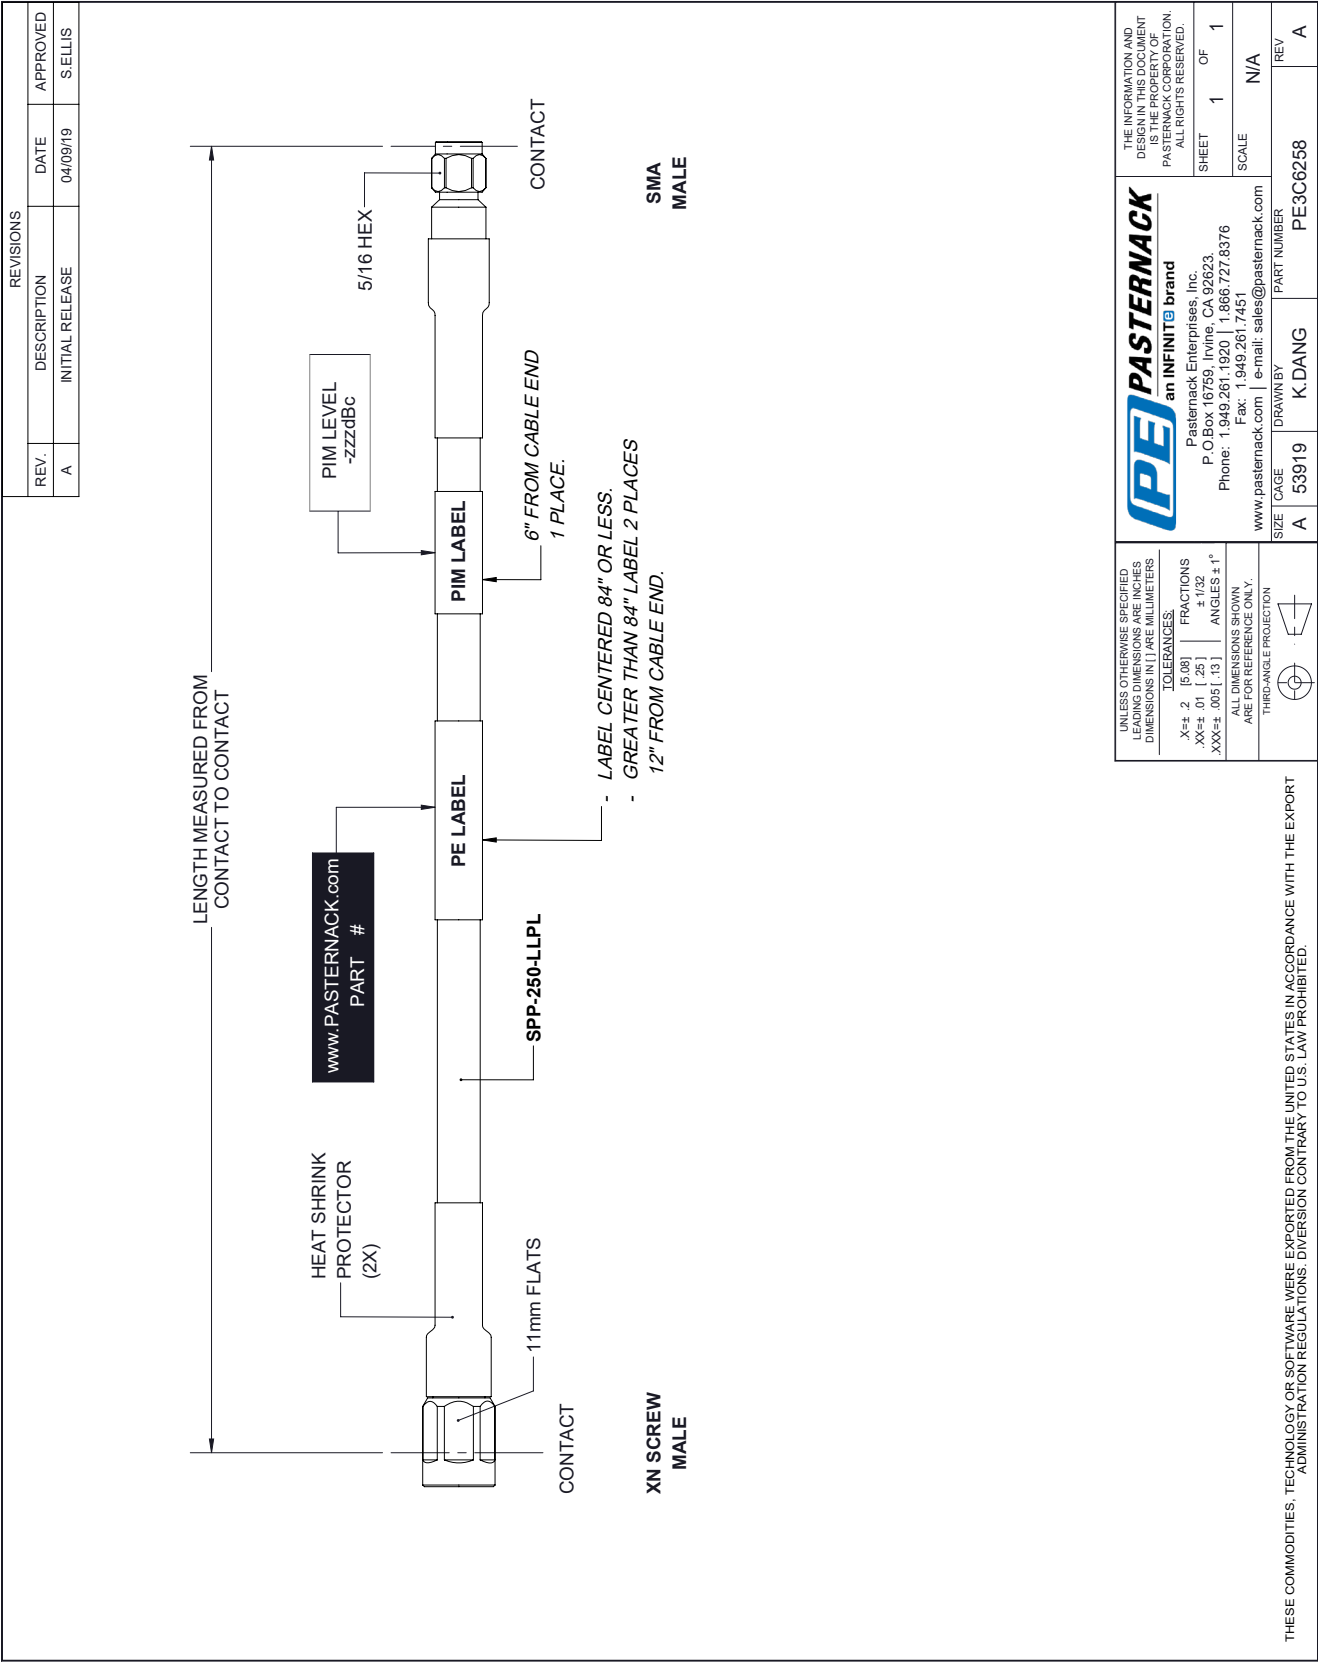 REVISIONS
REV. DESCRIPTION DATE APPROVED
A INITIAL RELEASE 04/09/19 S.ELLIS
LENGTH MEASURED FROM
CONTACT TO CONTACT
HEAT SHRINK
PROTECTOR
(2X)
www.PASTERNACK.com
PART #
PIM LEVEL
-zzzdBc
5/16 HEX
PE LABEL
PIM LABEL
11mm FLATS
SPP-250-LLPL
6" FROM CABLE END
1 PLACE.
- LABEL CENTERED 84" OR LESS.
- GREATER THAN 84" LABEL 2 PLACES
12" FROM CABLE END.
CONTACT
CONTACT
XN SCREW
MALE
SMA
MALE
UNLESS OTHERWISE SPECIFIED
LEADING DIMENSIONS ARE INCHES
DIMENSIONS IN [ ] ARE MILLIMETERS
TOLERANCES:
.X=± .2 [5.08] FRACTIONS
.XX=± .01 [ .25 ] ± 1/32
.XXX=± .005 [ .13 ] ANGLES ± 1°
ALL DIMENSIONS SHOWN
ARE FOR REFERENCE ONLY.
THIRD-ANGLE PROJECTION
PE PASTERNACK
an INFINITe brand
Pasternack Enterprises, Inc.
P.O.Box 16759, Irvine, CA 92623.
Phone: 1.949.261.1920 | 1.866.727.8376
Fax: 1.949.261.7451
www.pasternack.com | e-mail: sales@pasternack.com
THE INFORMATION AND
DESIGN IN THIS DOCUMENT
IS THE PROPERTY OF
PASTERNACK CORPORATION.
ALL RIGHTS RESERVED.
SHEET 1 OF 1
SCALE N/A
SIZE A
CAGE 53919
DRAWN BY K.DANG
PART NUMBER PE3C6258
REV A
THESE COMMODITIES, TECHNOLOGY OR SOFTWARE WERE EXPORTED FROM THE UNITED STATES IN ACCORDANCE WITH THE EXPORT
ADMINISTRATION REGULATIONS. DIVERSION CONTRARY TO U.S. LAW PROHIBITED.